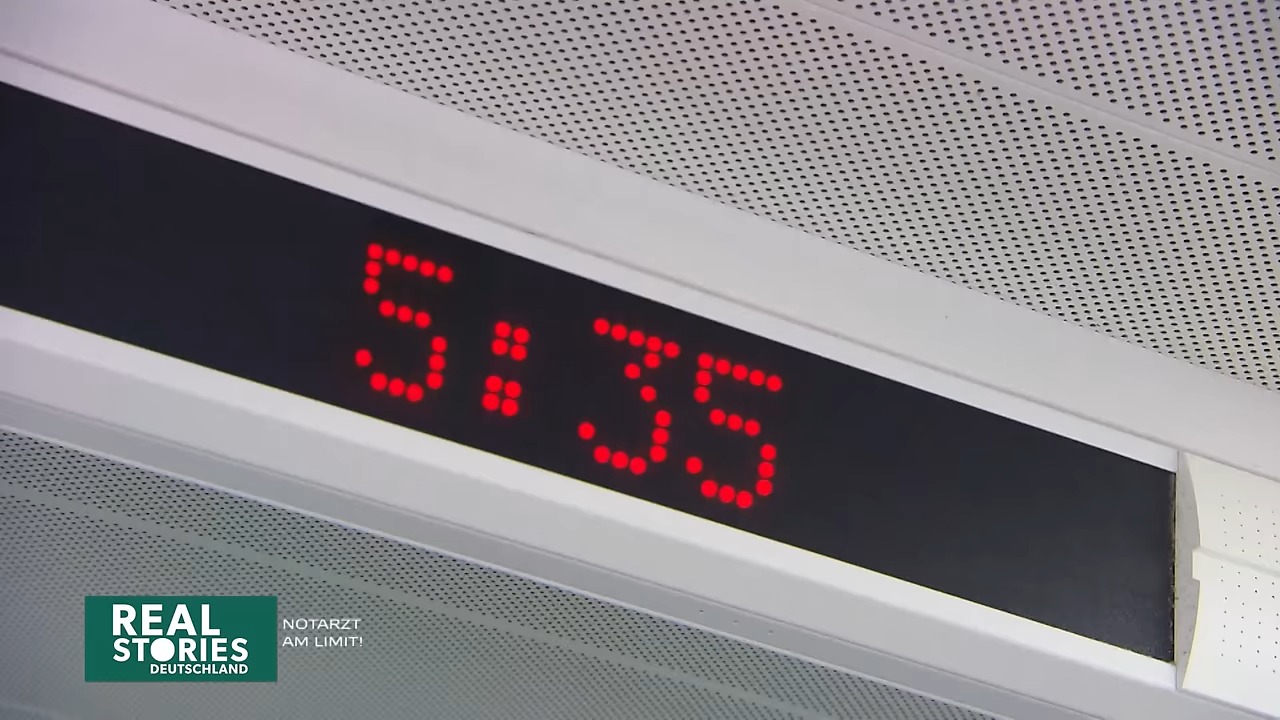 5:35
REAL
STORIES
DEUTSCHLAND
NOTARZT
AM LIMIT!